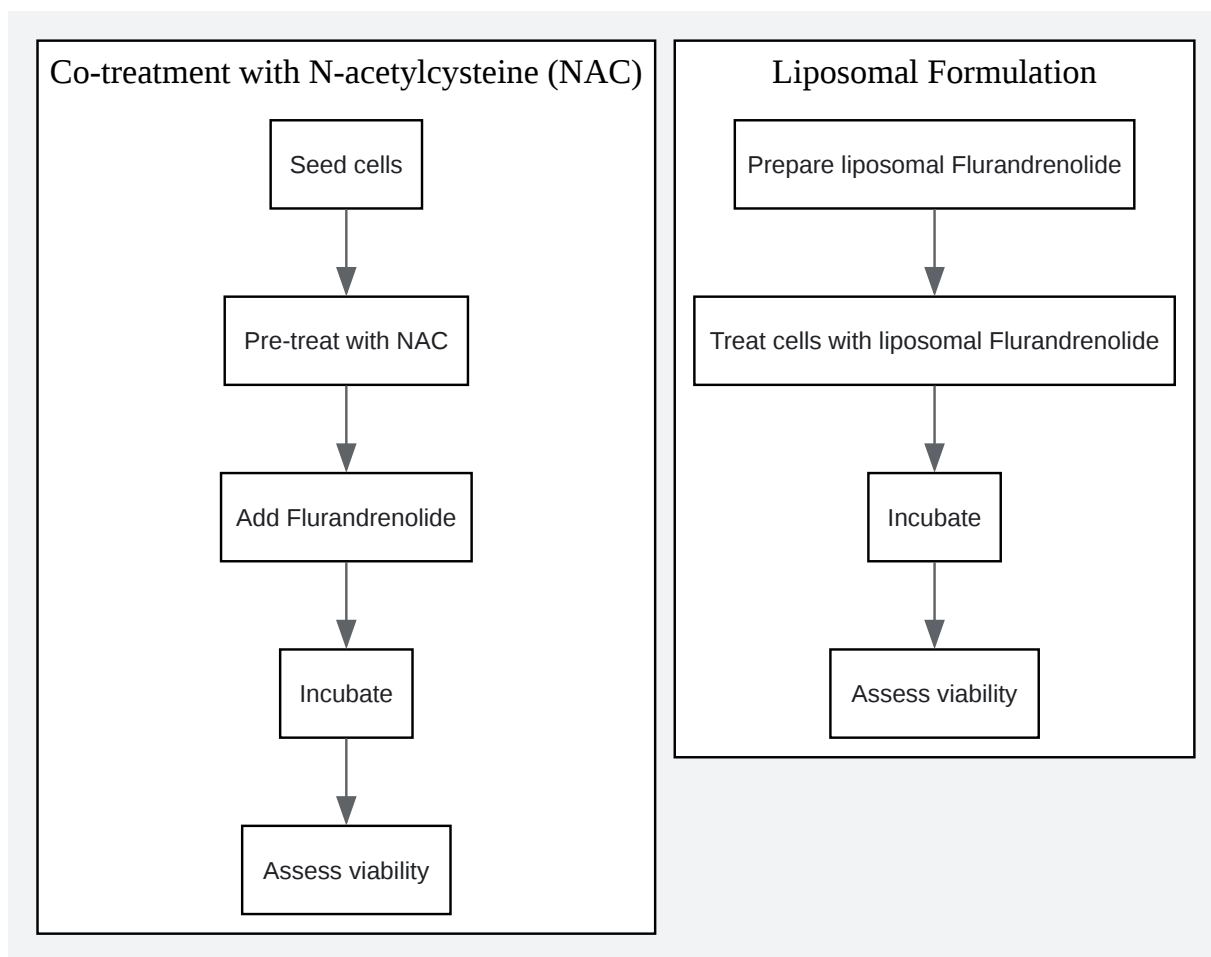 Co-treatment with N-acetylcysteine (NAC)
Seed cells
Pre-treat with NAC
Add Flurandrenolide
Incubate
Assess viability
Liposomal Formulation
Prepare liposomal Flurandrenolide
Treat cells with liposomal Flurandrenolide
Incubate
Assess viability